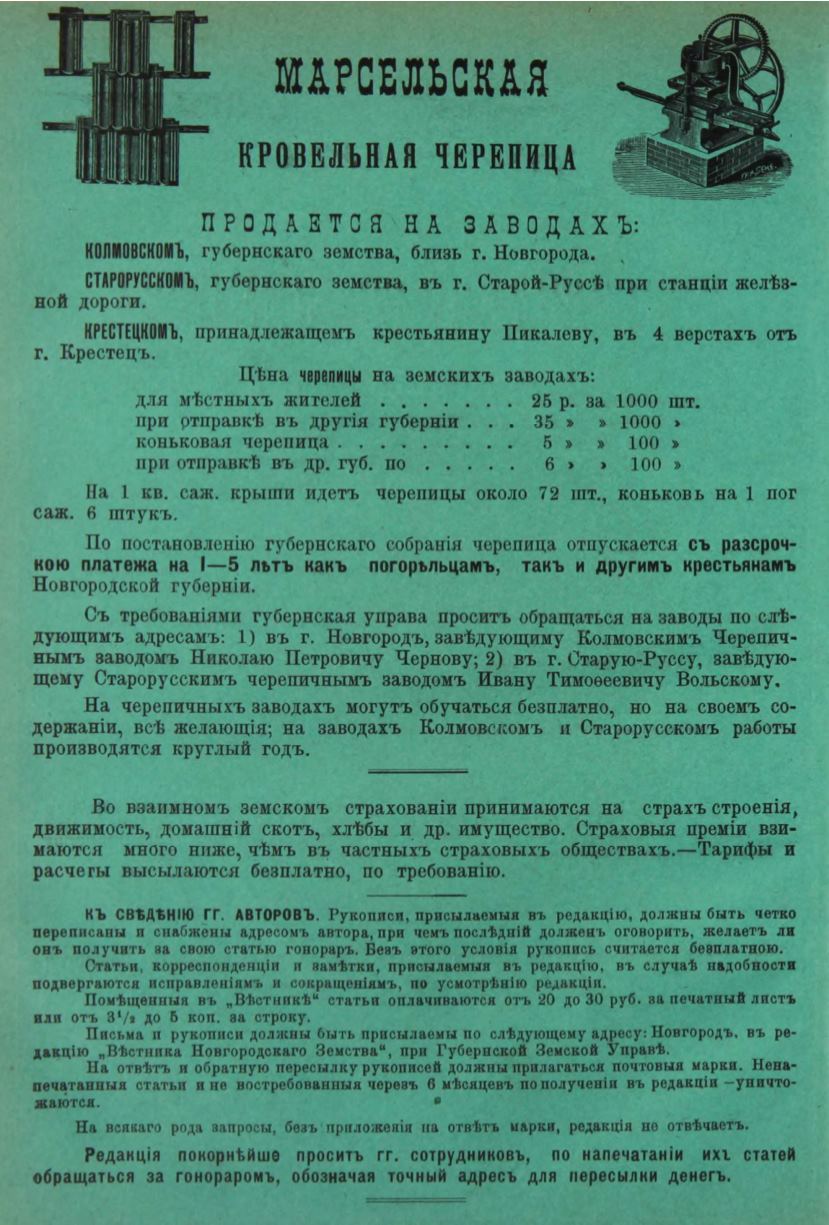 МАРСЕЛЬСКАЯ
КРОВЕЛЬНАЯ ЧЕРЕПИЦА
ПРОДАЕТСЯ НА ЗАВОДАХЪ:
КОЛМОВСКОМЪ, губернскаго земства, близь г. Новгорода.
СТАРОРУССКОМЪ, губернскаго земства, въ г. Старой-Руссѣ при станціи желѣз-
ной дороги.
КРЕСТЕЦКОМЪ, принадлежащемъ крестьянину Пикалеву, въ 4 верстахъ отъ
г. Крестецъ.
Цѣна черепицы на земскихъ заводахъ:
для мѣстныхъ жителей . . . . . . . 25 р. за 1000 шт.
при отправкѣ въ другія губерніи . . . 35 » » 1000 »
коньковая черепица . . . . . . . . . 5 » » 100 »
при отправкѣ въ др. губ. по . . . . . 6 » » 100 »
На 1 кв. саж. крыши идетъ черепицы около 72 шт., коньковъ на 1 пог
саж. 6 штукъ.
По постановленію губернскаго собранія черепица отпускается съ разсроч-
кою платежа на I—5 лѣтъ какъ погорѣльцамъ, такъ и другимъ крестьянамъ
Новгородской губерніи.
Съ требованіями губернская управа проситъ обращаться на заводы по слѣ-
дующимъ адресамъ: 1) въ г. Новгородъ, завѣдующему Колмовскимъ Черепич-
нымъ заводомъ Николаю Петровичу Чернову; 2) въ г. Старую-Руссу, завѣдую-
щему Старорусскимъ черепичнымъ заводомъ Ивану Тимоѳеевичу Вольскому.
На черепичныхъ заводахъ могутъ обучаться безплатно, но на своемъ со-
держаніи, всѣ желающія; на заводахъ Колмовскомъ и Старорусскомъ работы
производятся круглый годъ.
Во взаимномъ земскомъ страхованіи принимаются на страхъ строенія,
движимость, домашній скотъ, хлѣбы и др. имущество. Страховыя преміи взи-
маются много ниже, чѣмъ въ частныхъ страховыхъ обществахъ.—Тарифы и
расчеты высылаются безплатно, по требованію.
КЪ СВѢДѢНІЮ ГГ. АВТОРОВЪ. Рукописи, присылаемыя въ редакцію, должны быть четко
переписаны и снабжены адресомъ автора, при чемъ послѣдній долженъ оговорить, желаетъ ли
онъ получить за свою статью гонораръ. Безъ этого условія рукопись считается безплатною.
Статьи, корреспонденціи и замѣтки, присылаемыя въ редакцію, въ случаѣ надобности
подвергаются исправленіямъ и сокращеніямъ, по усмотрѣнію редакціи.
Помѣщенныя въ „Вѣстникѣ“ статьи оплачиваются отъ 20 до 30 руб. за печатный листъ
или отъ 3¹/₂ до 5 коп. за строку.
Письма и рукописи должны быть присылаемы по слѣдующему адресу: Новгородъ, въ ре-
дакцію „Вѣстника Новгородскаго Земства“, при Губернской Земской Управѣ.
На отвѣтъ и обратную пересылку рукописей должны прилагаться почтовыя марки. Нена-
печатанныя статьи и не востребованныя черезъ 6 мѣсяцевъ по полученіи въ редакціи —уничто-
жаются.
На всякаго рода запросы, безъ приложенія на отвѣтъ марки, редакція не отвѣчаетъ.
Редакція покорнѣйше проситъ гг. сотрудниковъ, по напечатаніи ихъ статей
обращаться за гонораромъ, обозначая точный адресъ для пересылки денегъ.